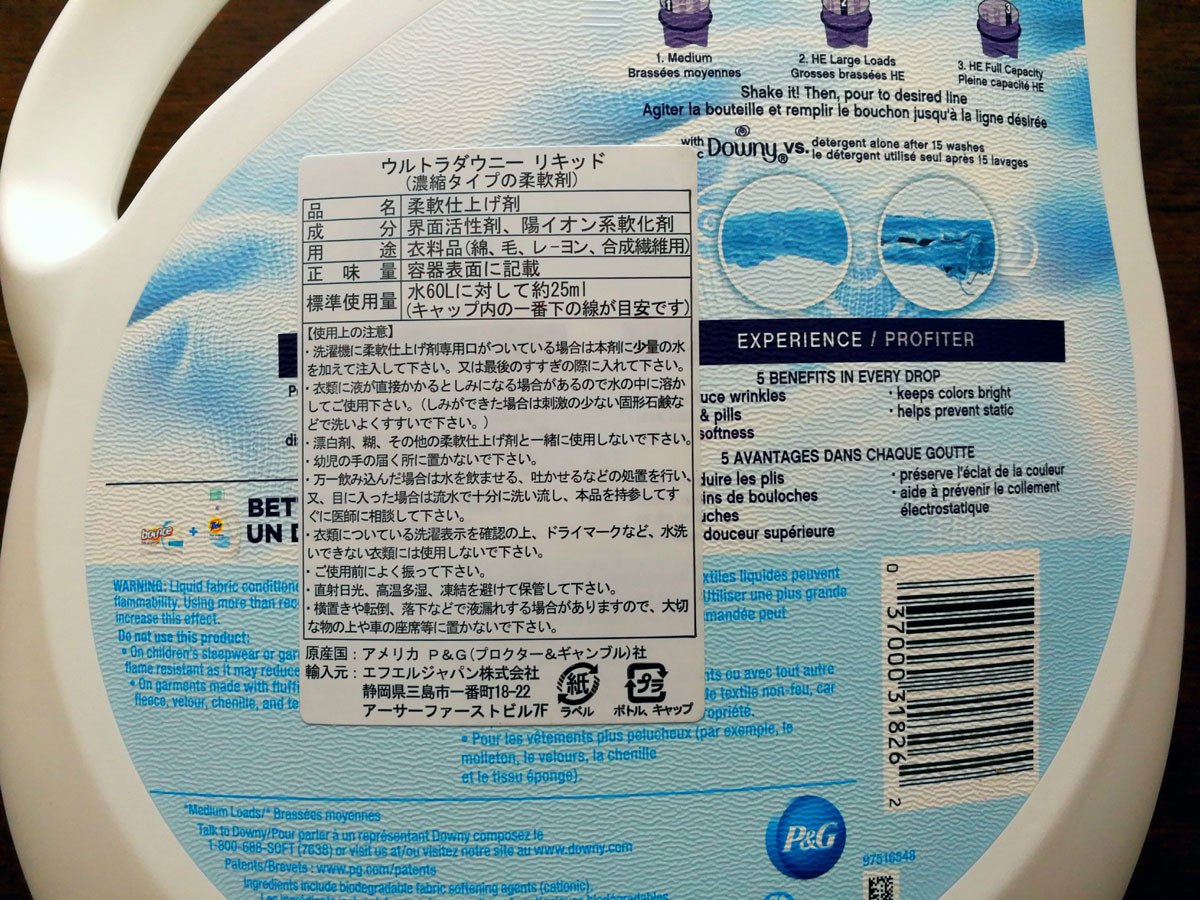 1. Medium
Brassées moyennes
2. HE Large Loads
Grosses brassées HE
3. HE Full Capacity
Pleine capacité HE
Shake it! Then, pour to desired line
Agiter la bouteille et remplir le bouchon jusqu'à la ligne désirée
with Downy® vs. detergent alone after 15 washes
le détergent utilisé seul après 15 lavages
ウルトラダウニー リキッド
(濃縮タイプの柔軟剤)
品 名 柔軟仕上げ剤
成 分 界面活性剤、陽イオン系軟化剤
用 途 衣料品(綿、毛、レーヨン、合成繊維用)
正 味 量 容器表面に記載
標準使用量 水60Lに対して約25ml
(キャップ内の一番下の線が目安です)
【使用上の注意】
・洗濯機に柔軟仕上げ剤専用口がついている場合は本剤に少量の水
を加えて注入して下さい。又は最後のすすぎの際に入れて下さい。
・衣類に液が直接かかるとしみになる場合があるので水の中に溶か
してご使用下さい。(しみができた場合は刺激の少ない固形石鹸な
どで洗いよくすすいで下さい。)
・漂白剤、糊、その他の柔軟仕上げ剤と一緒に使用しないで下さい。
・幼児の手の届く所に置かないで下さい。
・万一飲み込んだ場合は水を飲ませる、吐かせるなどの処置を行い、
又、目に入った場合は流水で十分に洗い流し、本品を持参してす
ぐに医師に相談して下さい。
・衣類についている洗濯表示を確認の上、ドライマークなど、水洗
いできない衣類には使用しないで下さい。
・ご使用前によく振って下さい。
・直射日光、高温多湿、凍結を避けて保管して下さい。
・横置きや転倒、落下などで液漏れする場合がありますので、大切
な物の上や車の座席等に置かないで下さい。
原産国：アメリカ P&G(プロクター&ギャンブル)社
輸入元：エフエルジャパン株式会社
静岡県三島市一番町18-22
アーサーファーストビル7F
紙
ラベル
プラ
ボトル、キャップ
EXPERIENCE / PROFITER
5 BENEFITS IN EVERY DROP
uce wrinkles
& pills
softness
· keeps colors bright
· helps prevent static
5 AVANTAGES DANS CHAQUE GOUTTE
duire les plis
ins de bouloches
uches
douceur supérieure
· préserve l'éclat de la couleur
· aide à prévenir le collement
électrostatique
bounce + Tide
BET
UN D
WARNING: Liquid fabric conditione
flammability. Using more than rec
increase this effect.
Do not use this product:
• On children's sleepwear or gar
flame resistant as it may reduce
• On garments made with fluffi
fleece, velour, chenille, and te
xtiles liquides peuvent
Utiliser une plus grande
mandée peut
nts ou avec tout autre
de textile non-feu, car
ropriété.
• Pour les vêtements plus pelucheux (par exemple, le
molleton, le velours, la chenille
et le tissu éponge).
0 37000 31826 2
*Medium Loads/* Brassées moyennes
Talk to Downy/Pour parler à un représentant Downy composez le
1-800-688-SOFT (7638) or visit us at/ou visitez notre site au www.downy.com
Patents/Brevets : www.pg.com/patents
Ingredients include biodegradable fabric softening agents (cationic).
P&G
97516548